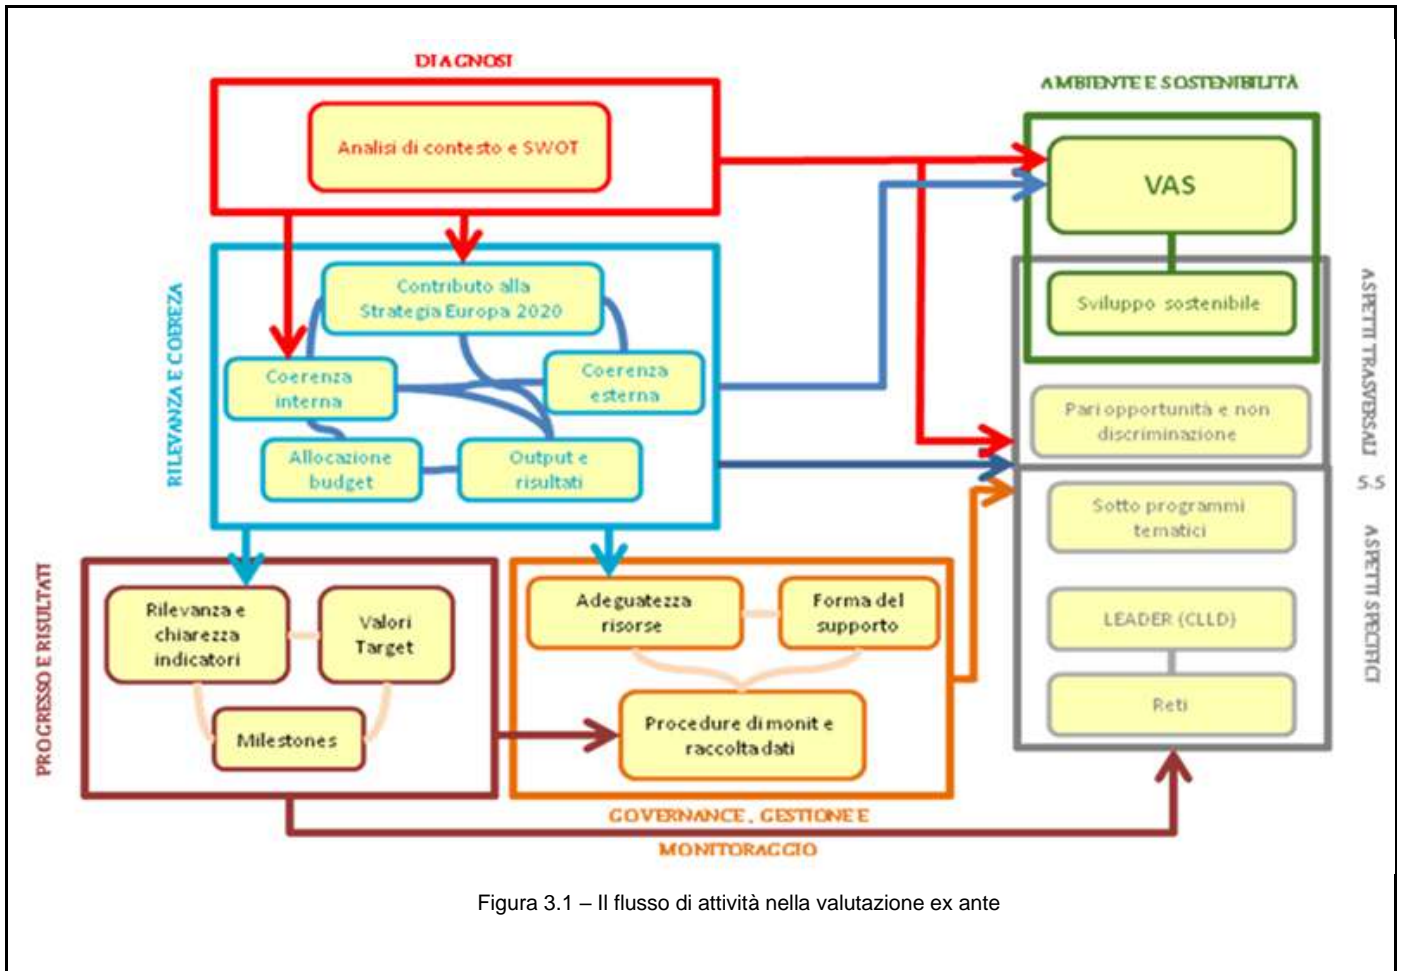 DIAGNOSI
Analisi di contesto e SWOT
AMBIENTE E SOSTENIBILITÀ
VAS
Sviluppo sostenibile
RILEVANZA E COEREZA
Contributo alla
Strategia Europa 2020
Coerenza
interna
Coerenza
esterna
Allocazione
budget
Output e
risultati
ASPETTI TRASVERSALI
Pari opportunità e non
discriminazione
5.5
ASPETTI SPECIFICI
Sotto programmi
tematici
LEADER (CLLD)
Reti
PROGRESSO E RISULTATI
Rilevanza e
chiarezza
indicatori
Valori
Target
Milestones
Adeguatezza
risorse
Forma del
supporto
Procedure di monit e
raccolta dati
GOVERNANCE, GESTIONE E
MONITORAGGIO
Figura 3.1 – Il flusso di attività nella valutazione ex ante